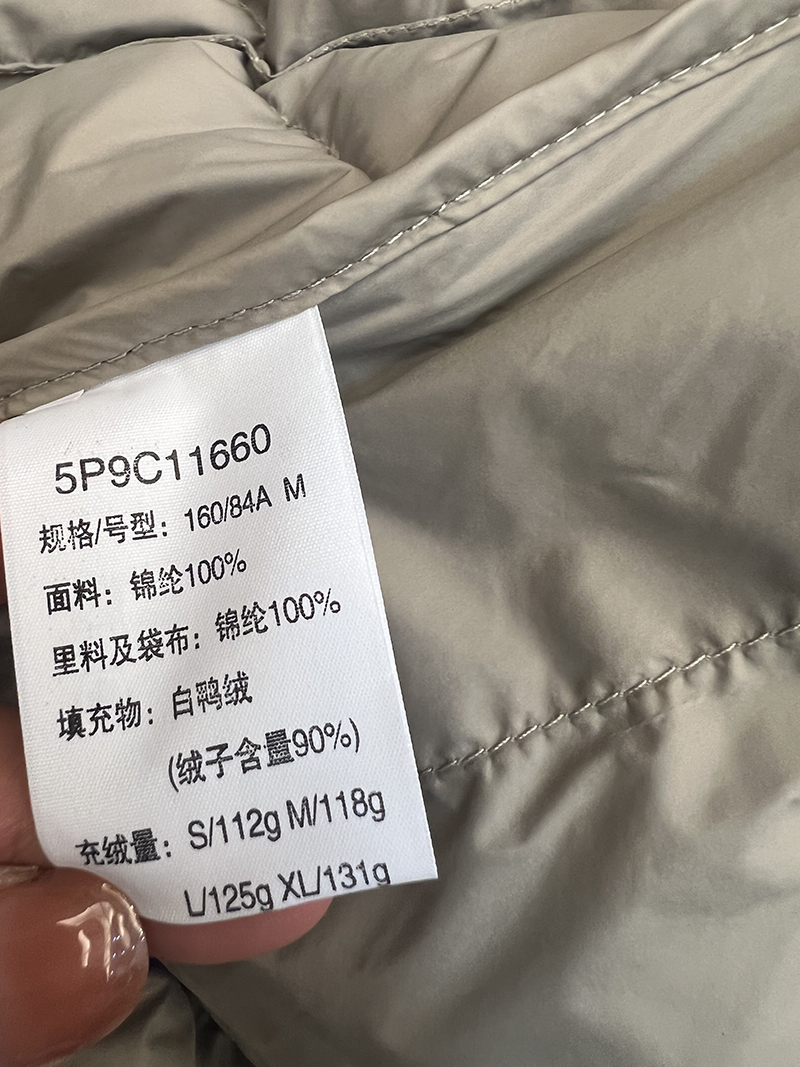 5P9C11660
规格/号型：160/84A M
面料：锦纶100%
里料及袋布：锦纶100%
填充物：白鸭绒
(绒子含量90%)
充绒量：S/112g M/118g
L/125g XL/131g